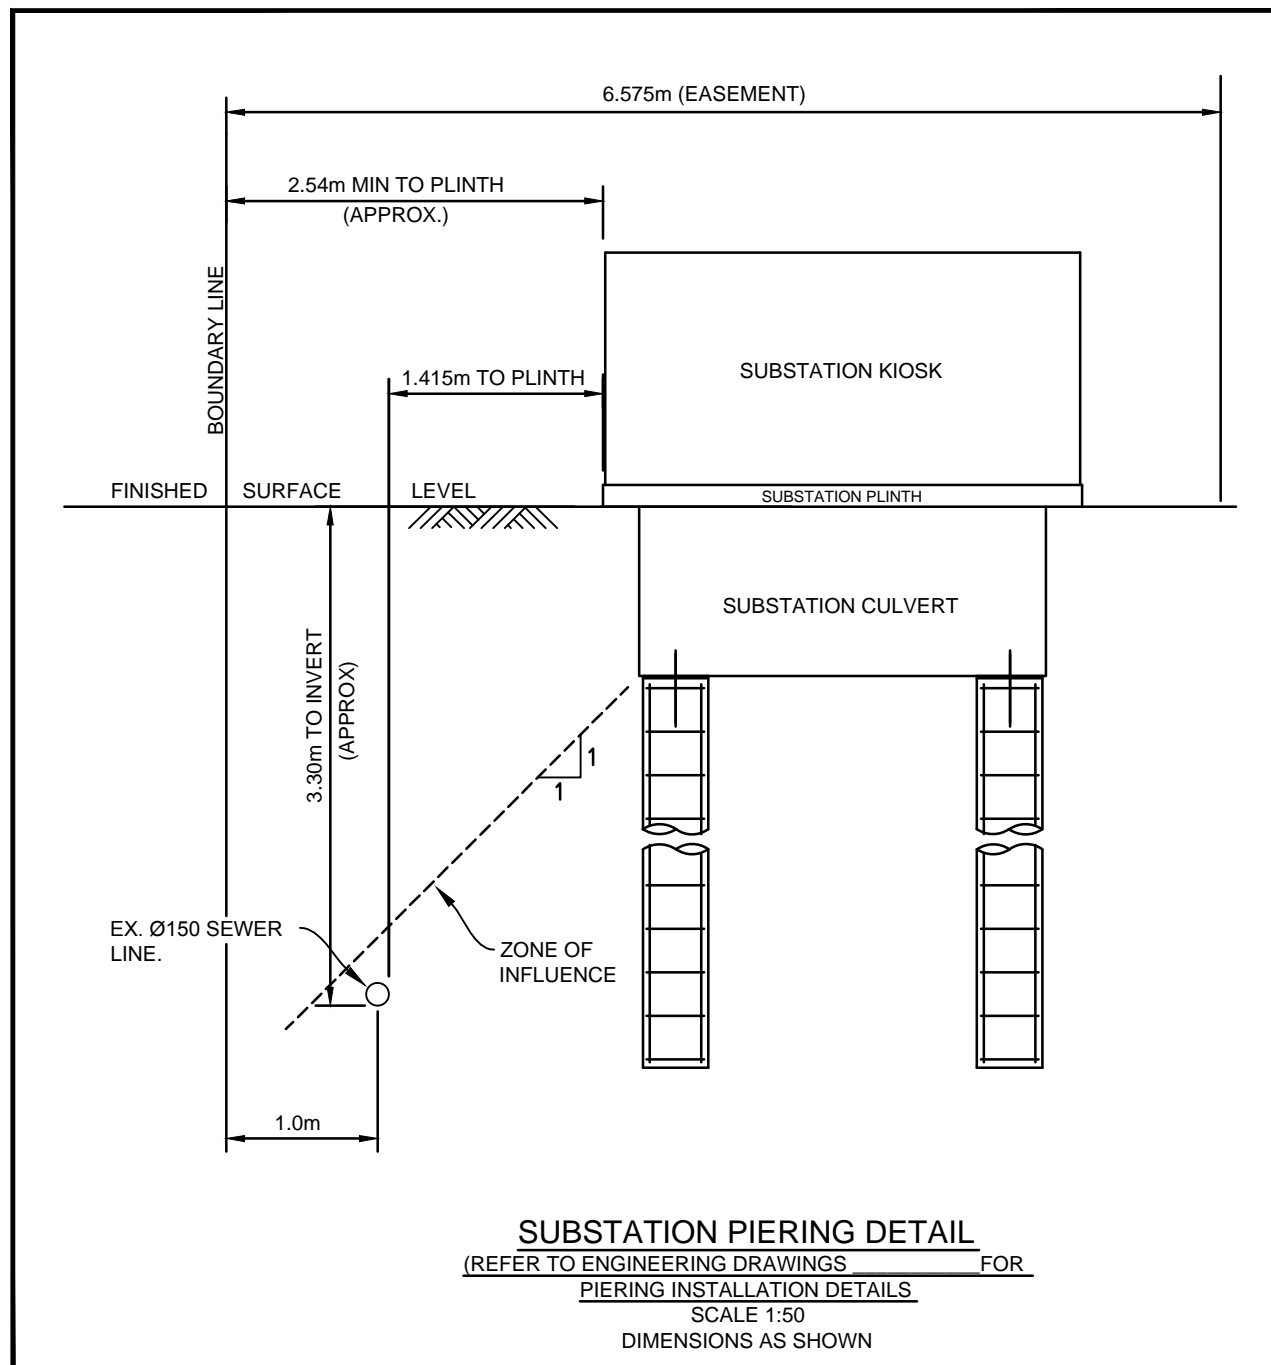 6.575m (EASEMENT)
2.54m MIN TO PLINTH
(APPROX.)
BOUNDARY LINE
SUBSTATION KIOSK
1.415m TO PLINTH
FINISHED SURFACE LEVEL
SUBSTATION PLINTH
SUBSTATION CULVERT
3.30m TO INVERT
(APPROX)
1
1
EX. Ø150 SEWER
LINE.
ZONE OF
INFLUENCE
1.0m
SUBSTATION PIERING DETAIL
(REFER TO ENGINEERING DRAWINGS ___________FOR
PIERING INSTALLATION DETAILS
SCALE 1:50
DIMENSIONS AS SHOWN